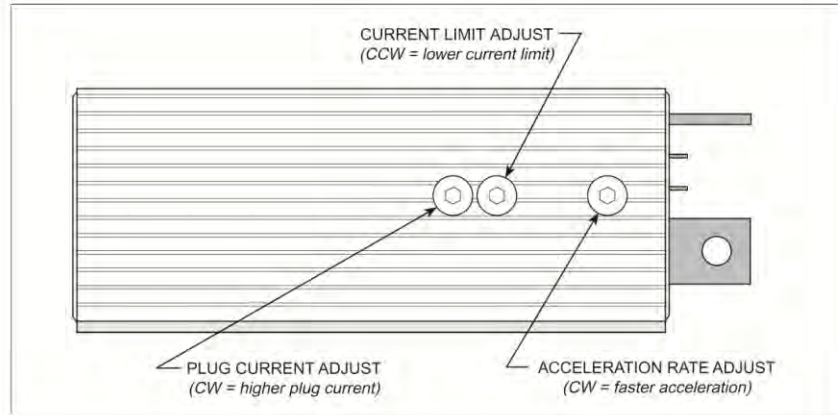 CURRENT LIMIT ADJUST
(CCW = lower current limit)
PLUG CURRENT ADJUST
(CW = higher plug current)
ACCELERATION RATE ADJUST
(CW = faster acceleration)